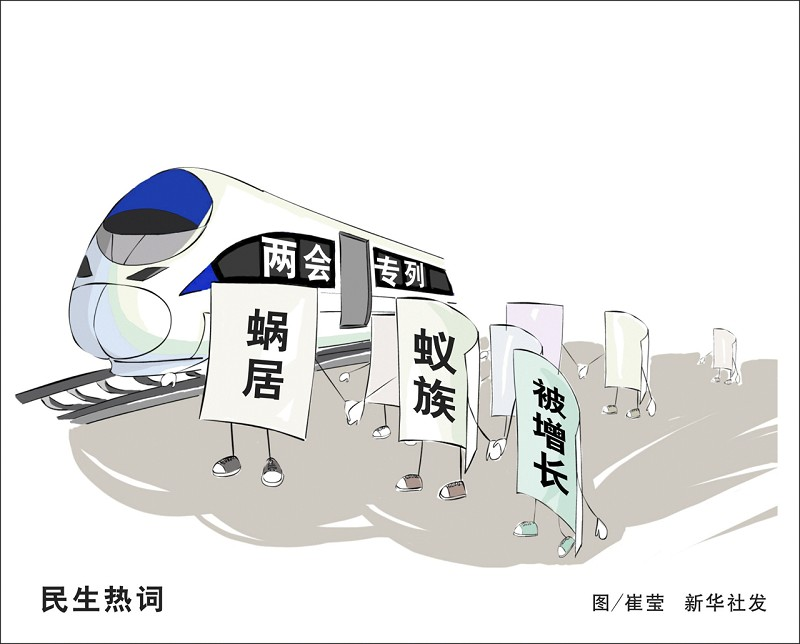 两会 专列
蜗居
蚁族
被增长
民生热词
图/崔莹 新华社发